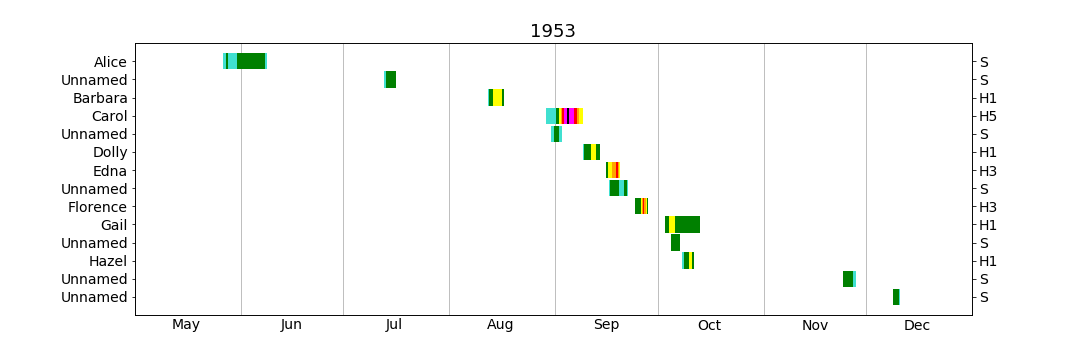 1953
Alice S
Unnamed S
Barbara H1
Carol H5
Unnamed S
Dolly H1
Edna H3
Unnamed S
Florence H3
Gail H1
Unnamed S
Hazel H1
Unnamed S
Unnamed S
May Jun Jul Aug Sep Oct Nov Dec